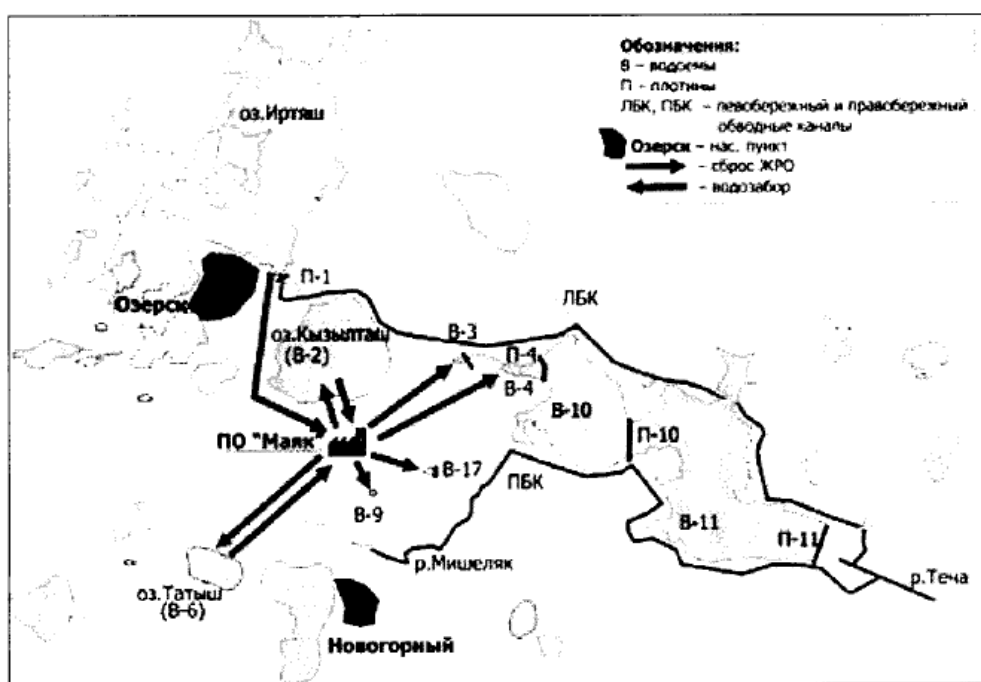 Обозначения:
В – водоемы
П – плотины
ЛБК, ПБК – левобережный и правобережный
обводные каналы
Озерск – нас. пункт
– сброс ЖРО
– водозабор
оз.Иртяш
П-1
Озерск
ЛБК
оз.Кызылташ
(В-2)
В-3
П-4
В-4
В-10
ПО "Маяк"
П-10
В-17
ПБК
В-9
В-11
П-11
р.Мишеляк
р.Теча
оз.Татыш
(В-6)
Новогорный